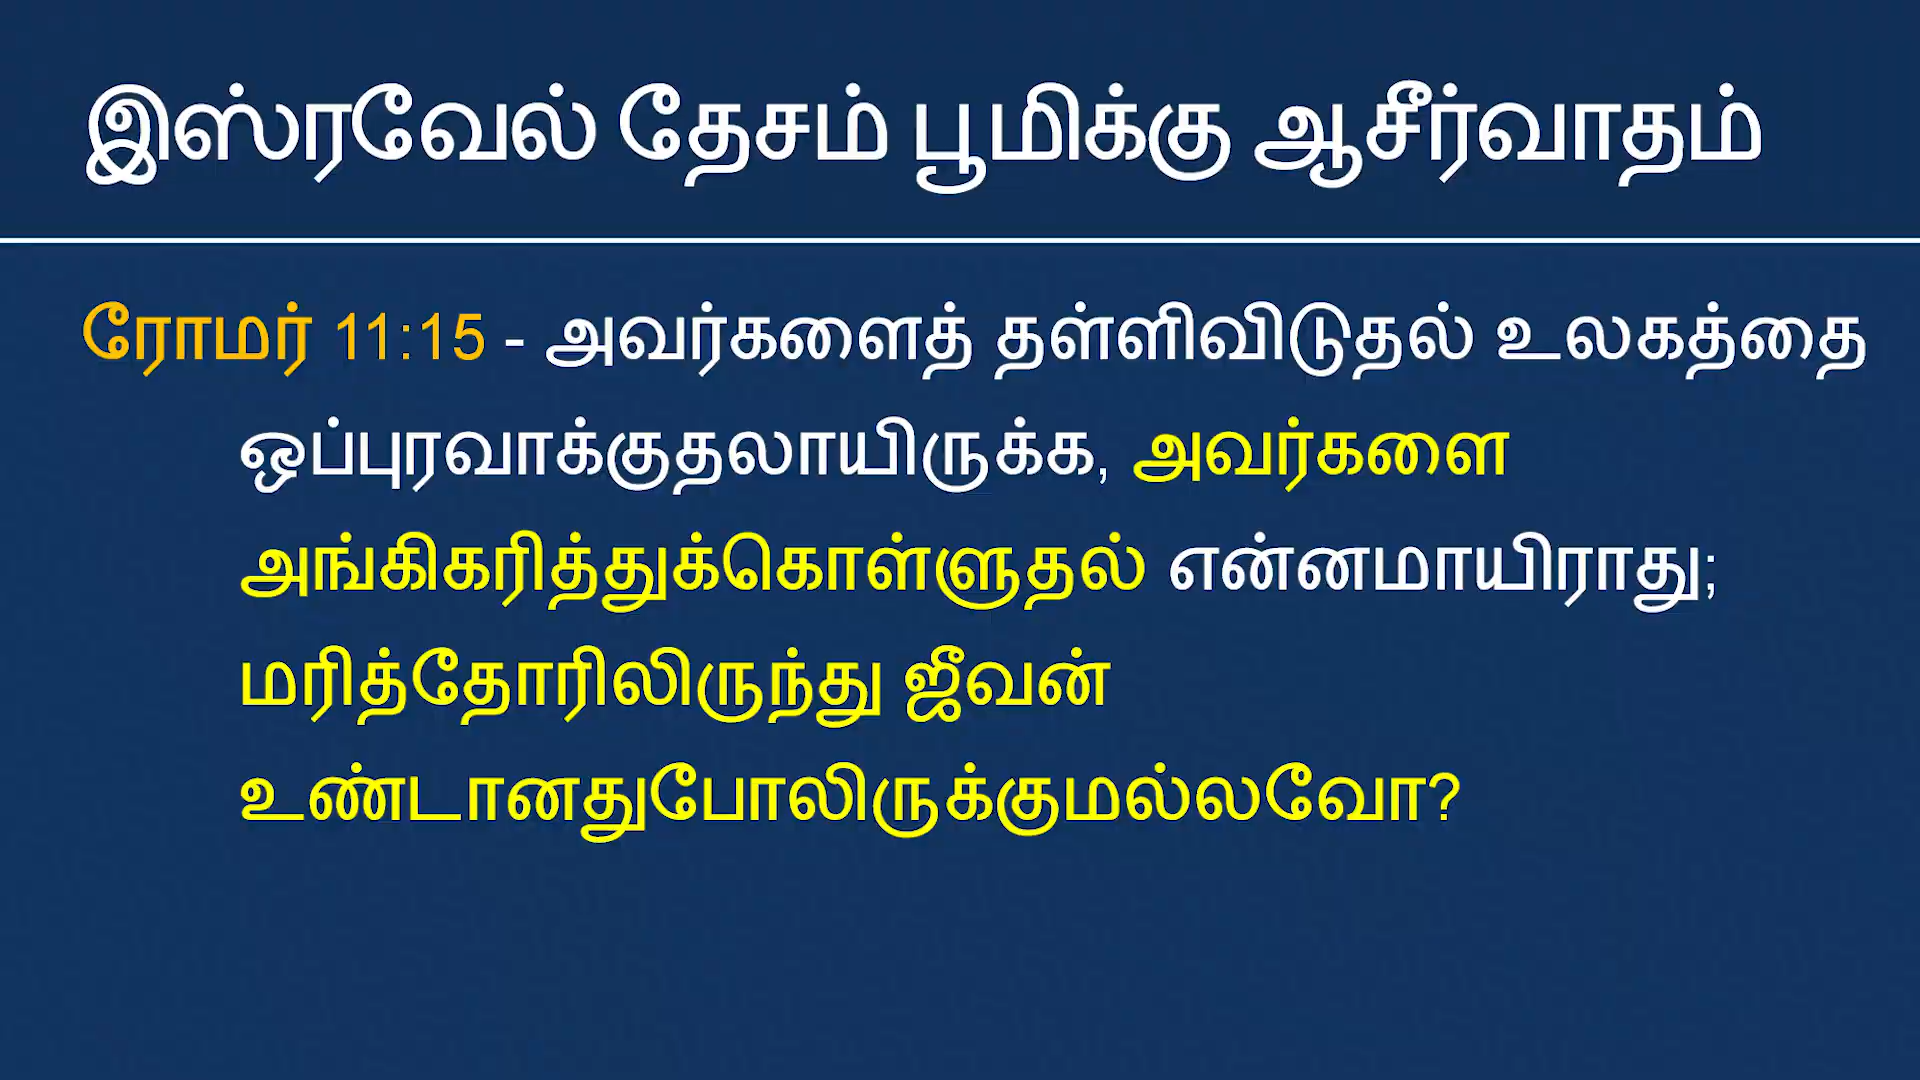 இஸ்ரவேல் தேசம் பூமிக்கு ஆசீர்வாதம்
ரோமர் 11:15 - அவர்களைத் தள்ளிவிடுதல் உலகத்தை
ஒப்புரவாக்குதலாயிருக்க, அவர்களை
அங்கிகரித்துக்கொள்ளுதல் என்னமாயிராது;
மரித்தோரிலிருந்து ஜீவன்
உண்டானதுபோலிருக்குமல்லவோ?